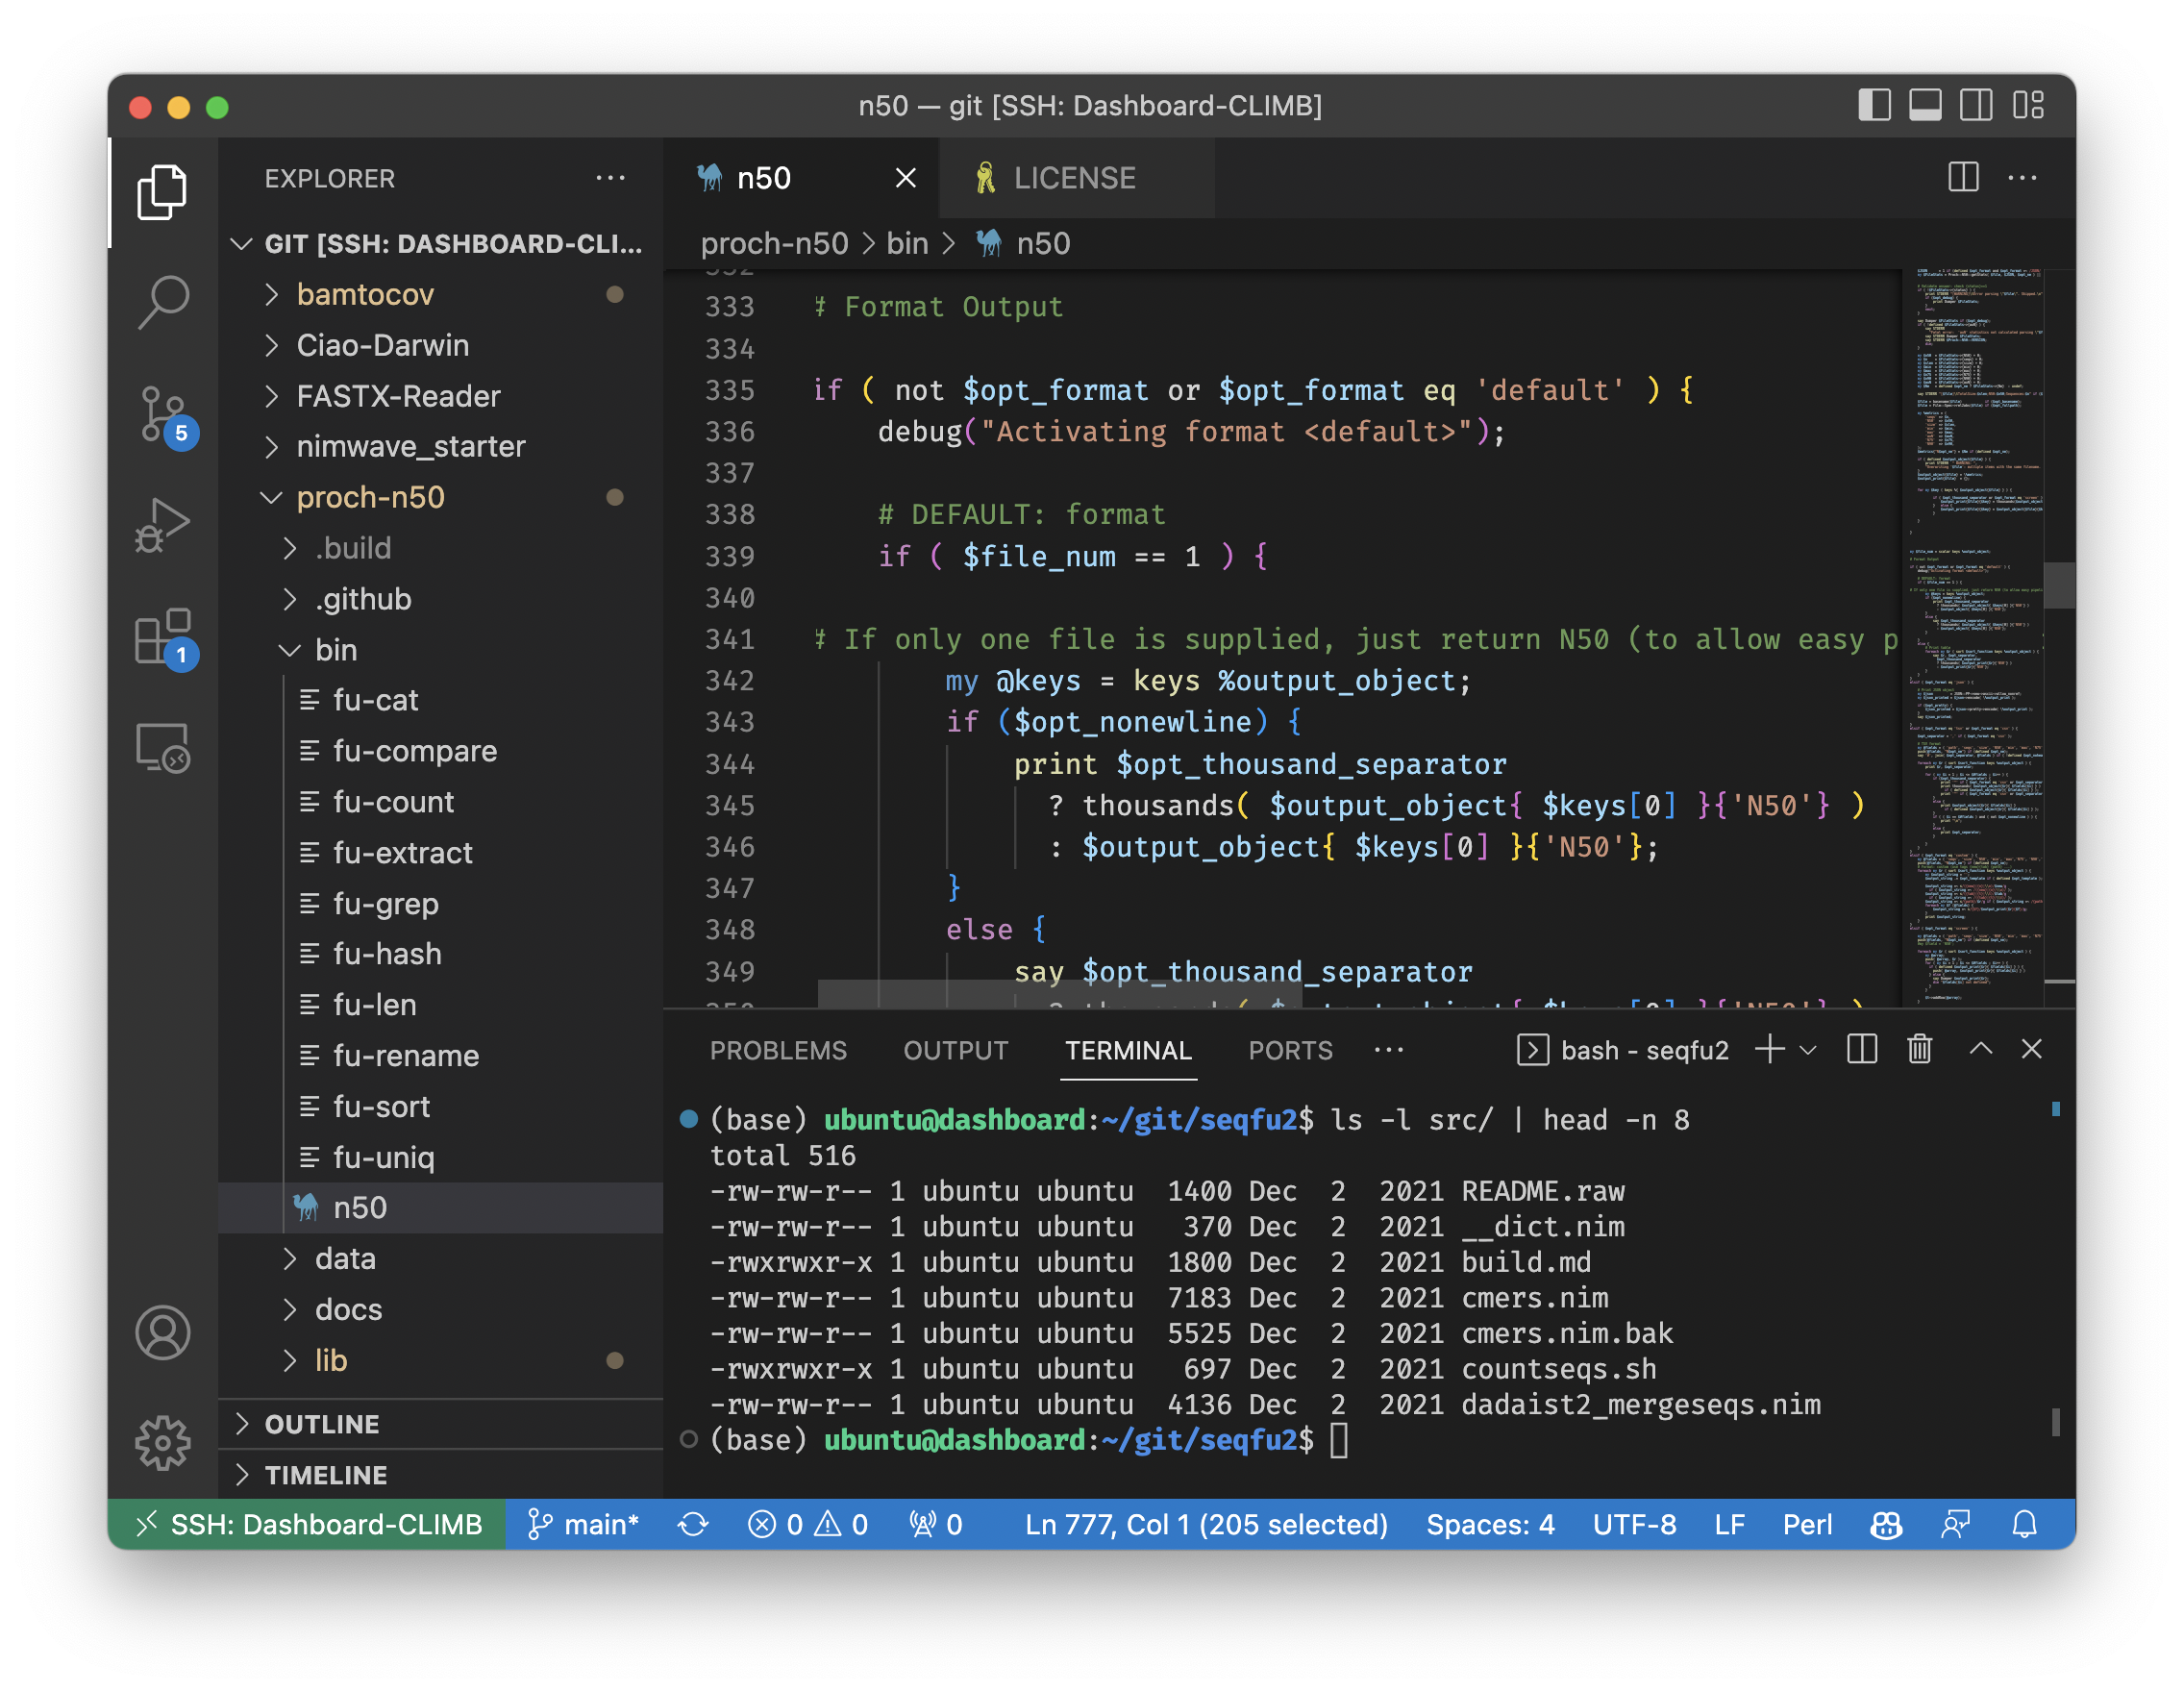 n50 — git [SSH: Dashboard-CLIMB]
EXPLORER
GIT [SSH: DASHBOARD-CLI...
bamtocov
Ciao-Darwin
FASTX-Reader
nimwave_starter
proch-n50
.build
.github
bin
fu-cat
fu-compare
fu-count
fu-extract
fu-grep
fu-hash
fu-len
fu-rename
fu-sort
fu-uniq
n50
data
docs
lib
OUTLINE
TIMELINE
5
1
n50
LICENSE
proch-n50 > bin > n50
332
333 # Format Output
334
335 if ( not $opt_format or $opt_format eq 'default' ) {
336 debug("Activating format <default>");
337
338 # DEFAULT: format
339 if ( $file_num == 1 ) {
340
341 # If only one file is supplied, just return N50 (to allow easy p
342 my @keys = keys %output_object;
343 if ($opt_nonewline) {
344 print $opt_thousand_separator
345 ? thousands( $output_object{ $keys[0] }{'N50'} )
346 : $output_object{ $keys[0] }{'N50'};
347 }
348 else {
349 say $opt_thousand_separator
350 ? thousands( $output_object{ $keys[0] }{'N50'} )
PROBLEMS OUTPUT TERMINAL PORTS ··· bash - seqfu2
(base) ubuntu@dashboard:~/git/seqfu2$ ls -l src/ | head -n 8
total 516
-rw-rw-r-- 1 ubuntu ubuntu 1400 Dec 2 2021 README.raw
-rw-rw-r-- 1 ubuntu ubuntu 370 Dec 2 2021 __dict.nim
-rwxrwxr-x 1 ubuntu ubuntu 1800 Dec 2 2021 build.md
-rw-rw-r-- 1 ubuntu ubuntu 7183 Dec 2 2021 cmers.nim
-rw-rw-r-- 1 ubuntu ubuntu 5525 Dec 2 2021 cmers.nim.bak
-rwxrwxr-x 1 ubuntu ubuntu 697 Dec 2 2021 countseqs.sh
-rw-rw-r-- 1 ubuntu ubuntu 4136 Dec 2 2021 dadaist2_mergeseqs.nim
(base) ubuntu@dashboard:~/git/seqfu2$
SSH: Dashboard-CLIMB main* 0 0 0 Ln 777, Col 1 (205 selected) Spaces: 4 UTF-8 LF Perl